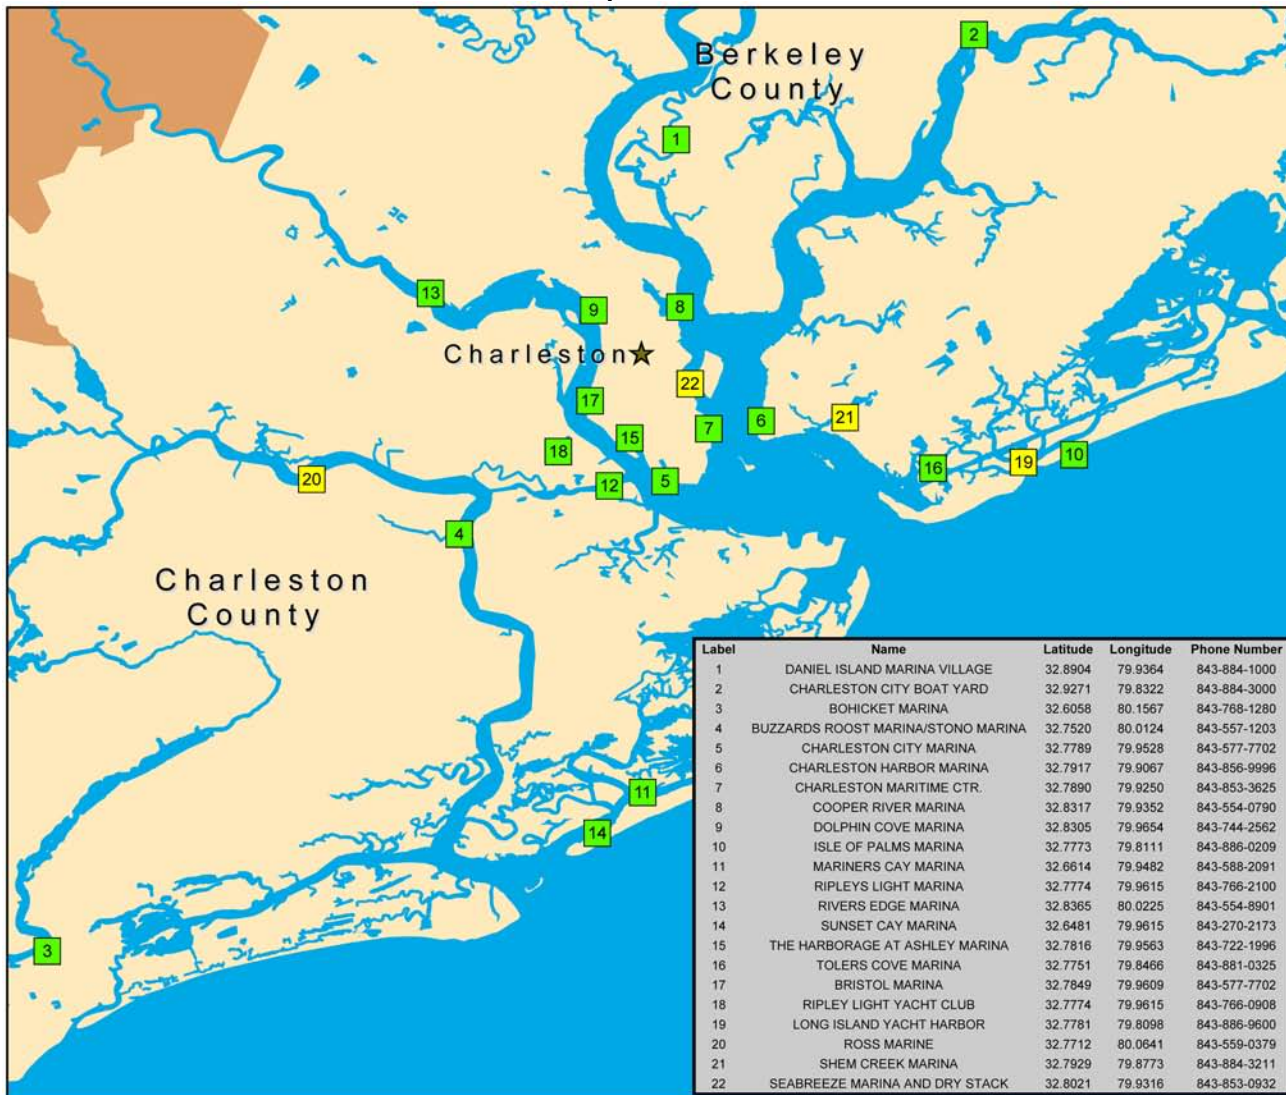 Berkeley
County
2
1
13
9
8
Charleston
22
17
6
21
7
15
18
10
16
19
20
5
12
4
Charleston
County
11
14
3
Label Name Latitude Longitude Phone Number
1 DANIEL ISLAND MARINA VILLAGE 32.8904 79.9364 843-884-1000
2 CHARLESTON CITY BOAT YARD 32.9271 79.8322 843-884-3000
3 BOHICKET MARINA 32.6058 80.1567 843-768-1280
4 BUZZARDS ROOST MARINA/STONO MARINA 32.7520 80.0124 843-557-1203
5 CHARLESTON CITY MARINA 32.7789 79.9528 843-577-7702
6 CHARLESTON HARBOR MARINA 32.7917 79.9067 843-856-9996
7 CHARLESTON MARITIME CTR. 32.7890 79.9250 843-853-3625
8 COOPER RIVER MARINA 32.8317 79.9352 843-554-0790
9 DOLPHIN COVE MARINA 32.8305 79.9654 843-744-2562
10 ISLE OF PALMS MARINA 32.7773 79.8111 843-886-0209
11 MARINERS CAY MARINA 32.6614 79.9482 843-588-2091
12 RIPLEYS LIGHT MARINA 32.7774 79.9615 843-766-2100
13 RIVERS EDGE MARINA 32.8365 80.0225 843-554-8901
14 SUNSET CAY MARINA 32.6481 79.9615 843-270-2173
15 THE HARBORAGE AT ASHLEY MARINA 32.7816 79.9563 843-722-1996
16 TOLERS COVE MARINA 32.7751 79.8466 843-881-0325
17 BRISTOL MARINA 32.7849 79.9609 843-577-7702
18 RIPLEY LIGHT YACHT CLUB 32.7774 79.9615 843-766-0908
19 LONG ISLAND YACHT HARBOR 32.7781 79.8098 843-886-9600
20 ROSS MARINE 32.7712 80.0641 843-559-0379
21 SHEM CREEK MARINA 32.7929 79.8773 843-884-3211
22 SEABREEZE MARINA AND DRY STACK 32.8021 79.9316 843-853-0932